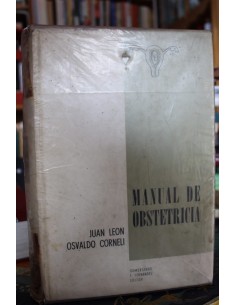 MANUAL DE
OBSTETRICIA
JUAN LEON
OSVALDO CORNELI